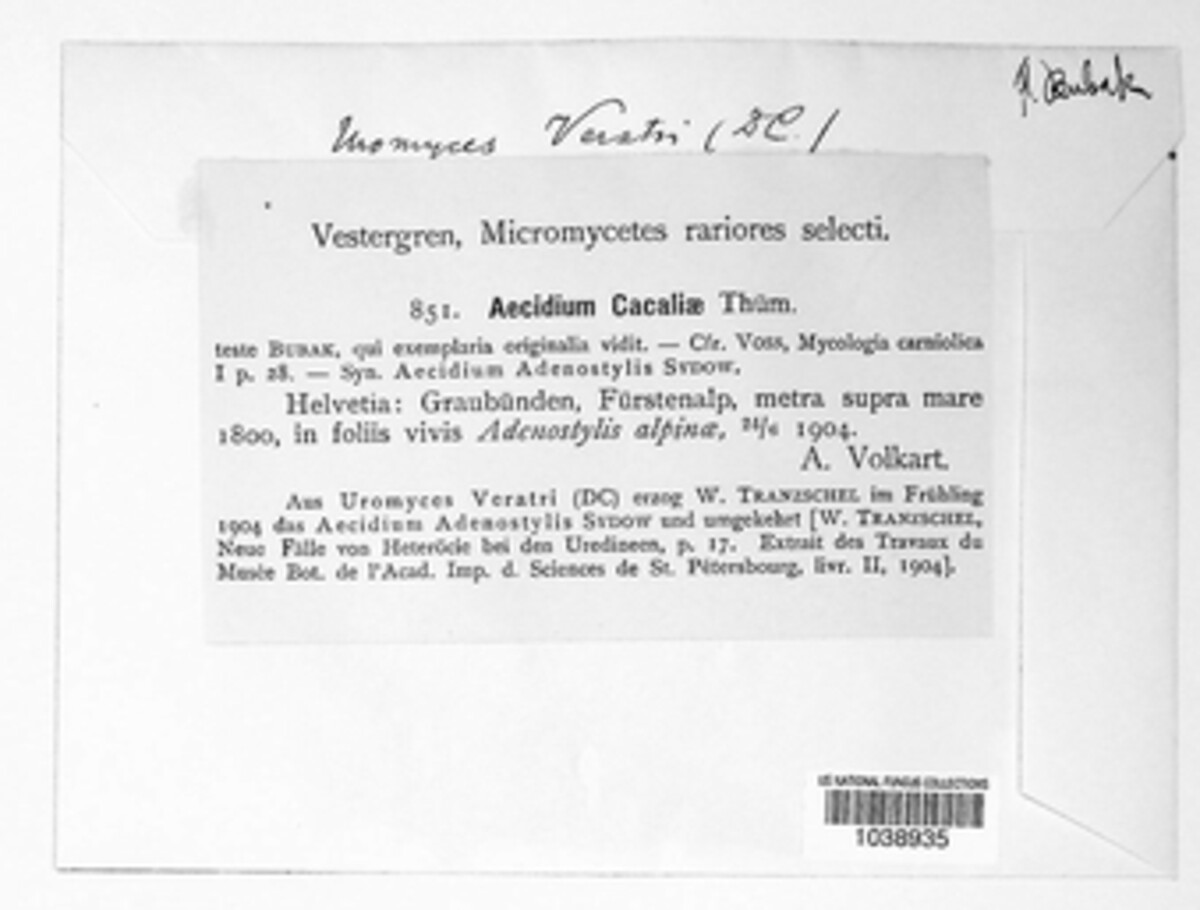 Bubak
Uromyces Veratri (DC.)
Vestergren, Micromycetes rariores selecti.
851. Aecidium Cacaliæ Thüm.
teste BUBAK, qui exemplaria originalia vidit. — Cfr. VOSS, Mycologia carniolica
I p. 28. — Syn. Aecidium Adenostylis SYDOW.
Helvetia: Graubünden, Fürstenalp, metra supra mare
1800, in foliis vivis Adenostylis alpinæ, 1904.
A. Volkart.
Aus Uromyces Veratri (DC) erzog W. TRANZSCHEL im Frühling
1904 das Aecidium Adenostylis SYDOW und umgekehrt [W. TRANZSCHEL,
Neue Fälle von Heteröcie bei den Uredineen, p. 17. Extrait des Travaux du
Musée Bot. de l'Acad. Imp. d. Sciences de St. Pétersbourg, livr. II, 1904].
US NATIONAL FUNGUS COLLECTIONS
1038935